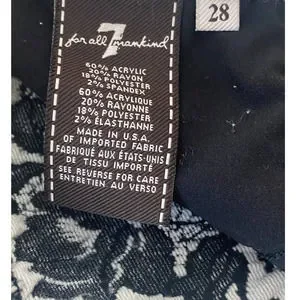 28
7
for all mankind
60% ACRYLIC
20% RAYON
18% POLYESTER
2% SPANDEX
60% ACRYLIQUE
20% RAYONNE
18% POLYESTER
2% ÉLASTHANNE
MADE IN U.S.A.
OF IMPORTED FABRIC
FABRIQUÉ AUX ÉTATS-UNIS
DE TISSU IMPORTÉ
SEE REVERSE FOR CARE
ENTRETIEN AU VERSO